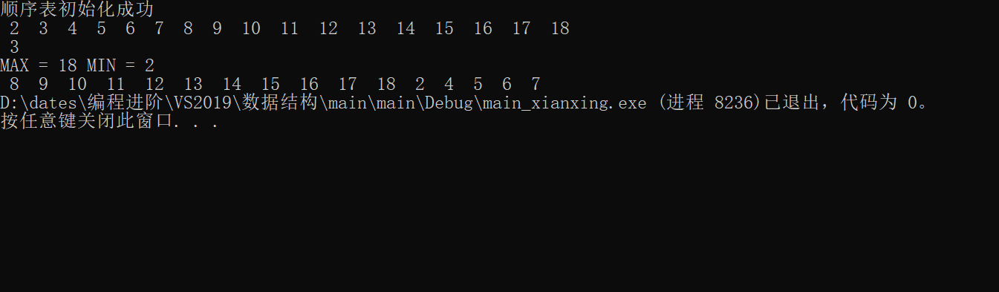 顺序表初始化成功
2 3 4 5 6 7 8 9 10 11 12 13 14 15 16 17 18
3
MAX = 18 MIN = 2
8 9 10 11 12 13 14 15 16 17 18 2 4 5 6 7
D:\dates\编程进阶\VS2019\数据结构\main\main\Debug\main_xianxing.exe (进程 8236)已退出，代码为 0。
按任意键关闭此窗口. . .